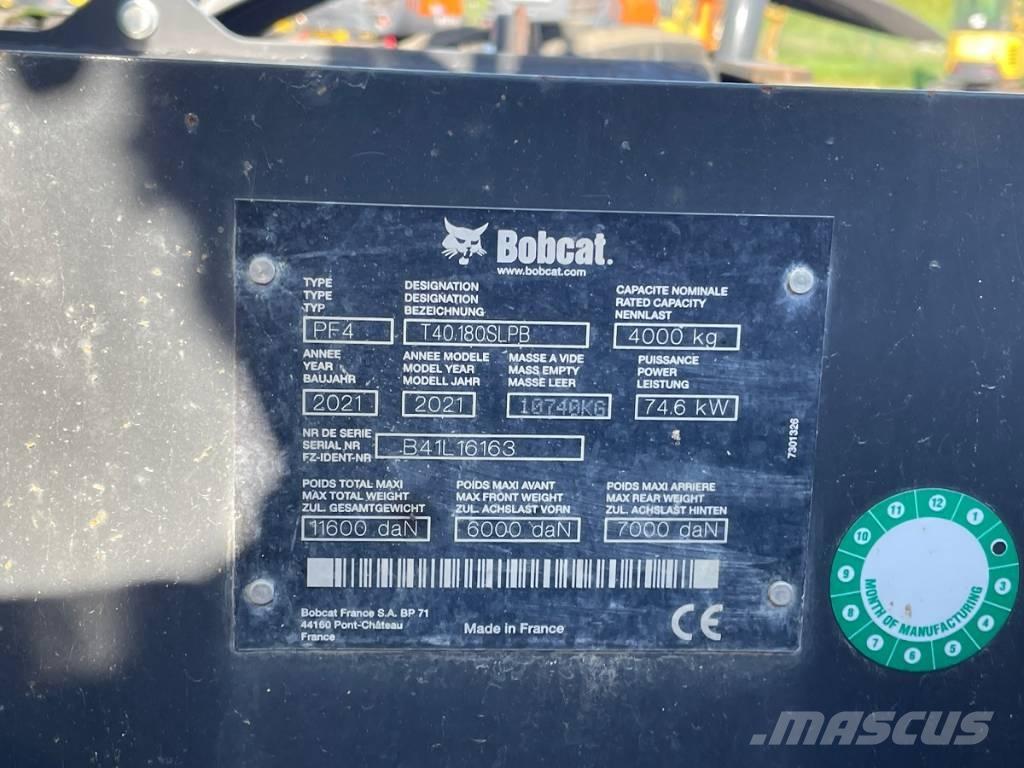 Bobcat.
www.bobcat.com
TYPE
TYPE
TYP
PF4
DESIGNATION
DESIGNATION
BEZEICHNUNG
T40.180SLPB
CAPACITE NOMINALE
RATED CAPACITY
NENNLAST
4000 kg
ANNEE
YEAR
BAUJAHR
2021
ANNEE MODELE
MODEL YEAR
MODELL JAHR
2021
MASSE A VIDE
MASS EMPTY
MASSE LEER
10740KG
PUISSANCE
POWER
LEISTUNG
74.6 kW
NR DE SERIE
SERIAL NR
FZ-IDENT-NR
B41L16163
7301326
POIDS TOTAL MAXI
MAX TOTAL WEIGHT
ZUL. GESAMTGEWICHT
11600 daN
POIDS MAXI AVANT
MAX FRONT WEIGHT
ZUL. ACHSLAST VORN
6000 daN
POIDS MAXI ARRIERE
MAX REAR WEIGHT
ZUL. ACHSLAST HINTEN
7000 daN
Bobcat France S.A. BP 71
44160 Pont-Château
France
Made in France
CE
12 1 3 4 5 6 7 8 9 10 11
MONTH OF MANUFACTURING
MASCUS